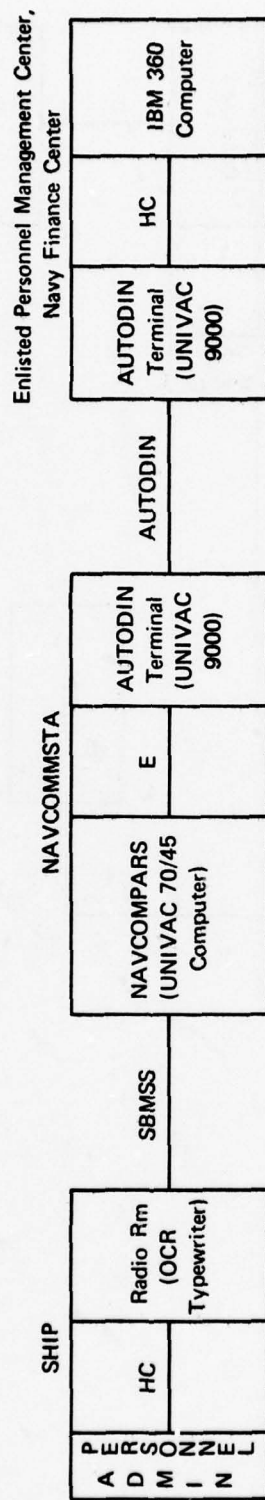 SHIP
PERSONNEL
ADMIN
HC
Radio Rm
(OCR
Typewriter)
SBMSS
NAVCOMMSTA
NAVCOMPARS
(UNIVAC 70/45
Computer)
E
AUTODIN
Terminal
(UNIVAC
9000)
AUTODIN
Enlisted Personnel Management Center,
Navy Finance Center
AUTODIN
Terminal
(UNIVAC
9000)
HC
IBM 360
Computer